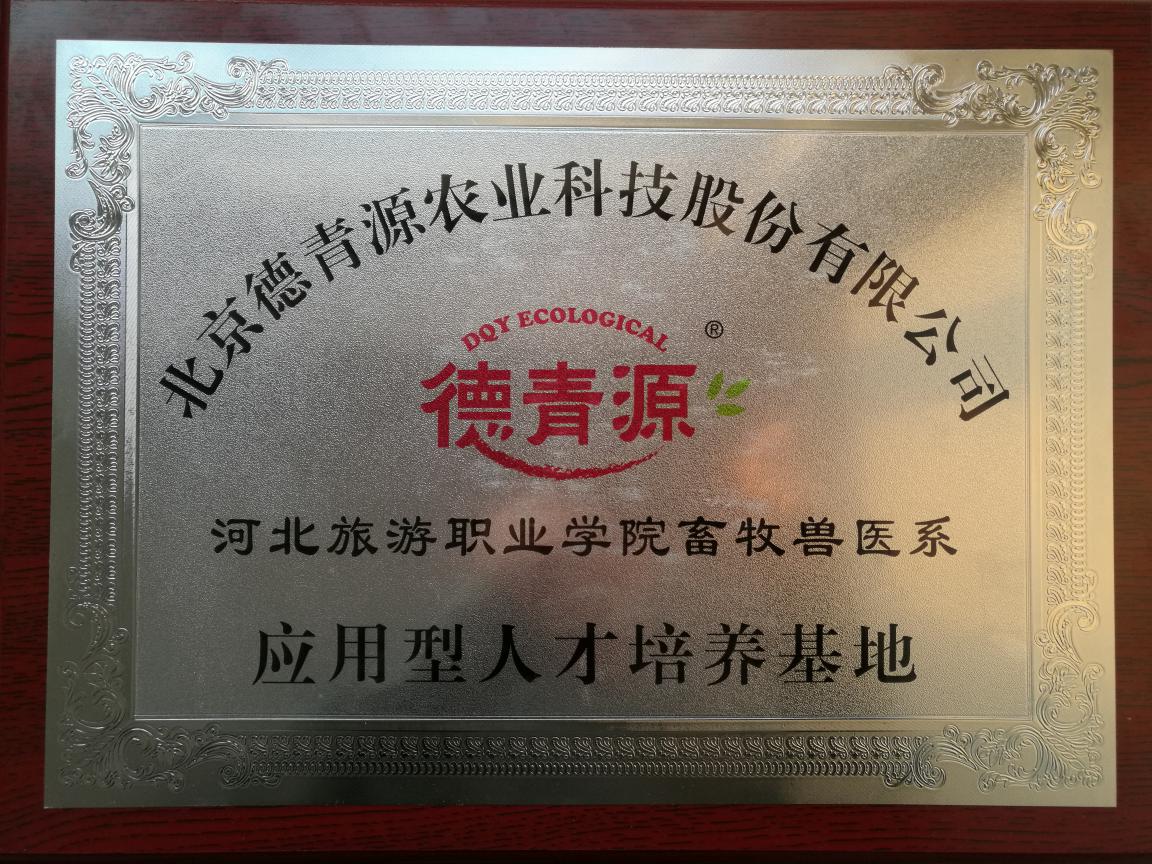 北京德青源农业科技股份有限公司
DQY ECOLOGICAL ®
德青源
河北旅游职业学院畜牧兽医系
应用型人才培养基地